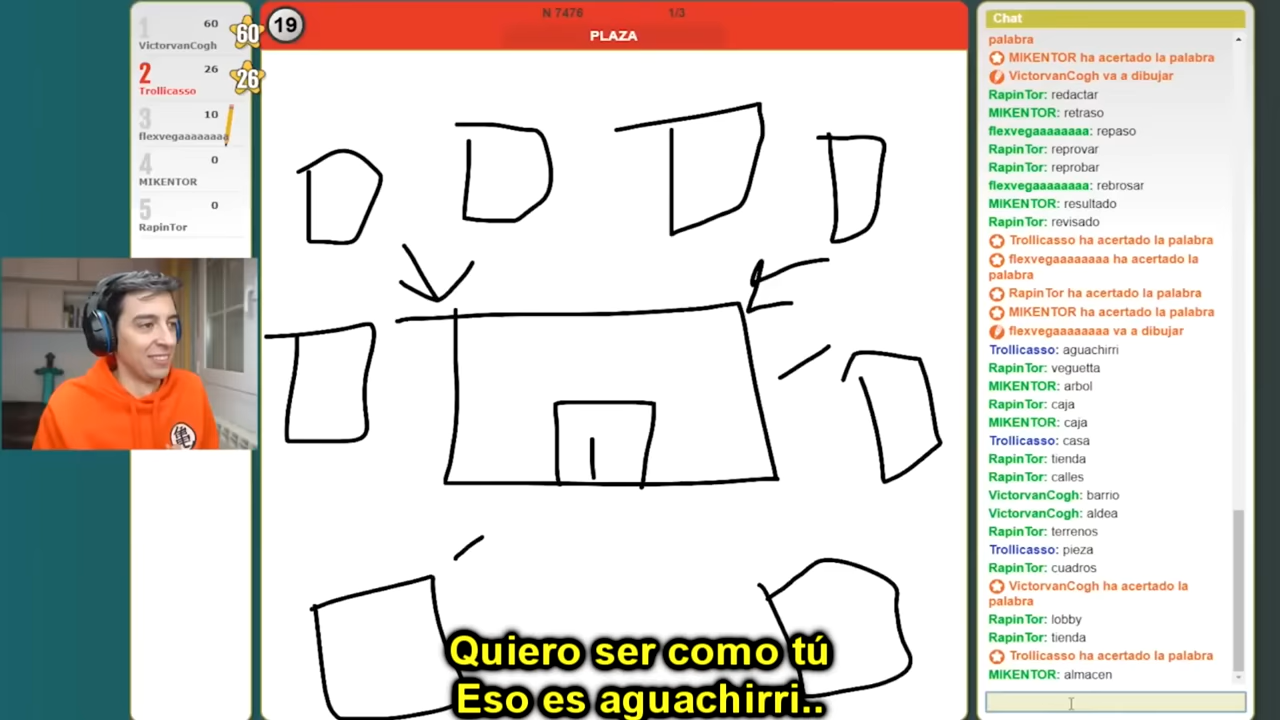 1
60
VictorvanCogh
60
2
26
Trollicasso
26
3
10
flexvegaaaaaaaa
4
0
MIKENTOR
5
0
RapinTor
19
N 7476
1/3
PLAZA
Quiero ser como tú
Eso es aguachirri..
Chat
palabra
MIKENTOR ha acertado la palabra
VictorvanCogh va a dibujar
RapinTor: redactar
MIKENTOR: retraso
flexvegaaaaaaaa: repaso
RapinTor: reprovar
RapinTor: reprobar
flexvegaaaaaaaa: rebrosar
MIKENTOR: resultado
RapinTor: revisado
Trollicasso ha acertado la palabra
flexvegaaaaaaaa ha acertado la
palabra
RapinTor ha acertado la palabra
MIKENTOR ha acertado la palabra
flexvegaaaaaaaa va a dibujar
Trollicasso: aguachirri
RapinTor: veguetta
MIKENTOR: arbol
RapinTor: caja
MIKENTOR: caja
Trollicasso: casa
RapinTor: tienda
RapinTor: calles
VictorvanCogh: barrio
VictorvanCogh: aldea
RapinTor: terrenos
Trollicasso: pieza
RapinTor: cuadros
VictorvanCogh ha acertado la
palabra
RapinTor: lobby
RapinTor: tienda
Trollicasso ha acertado la palabra
MIKENTOR: almacen